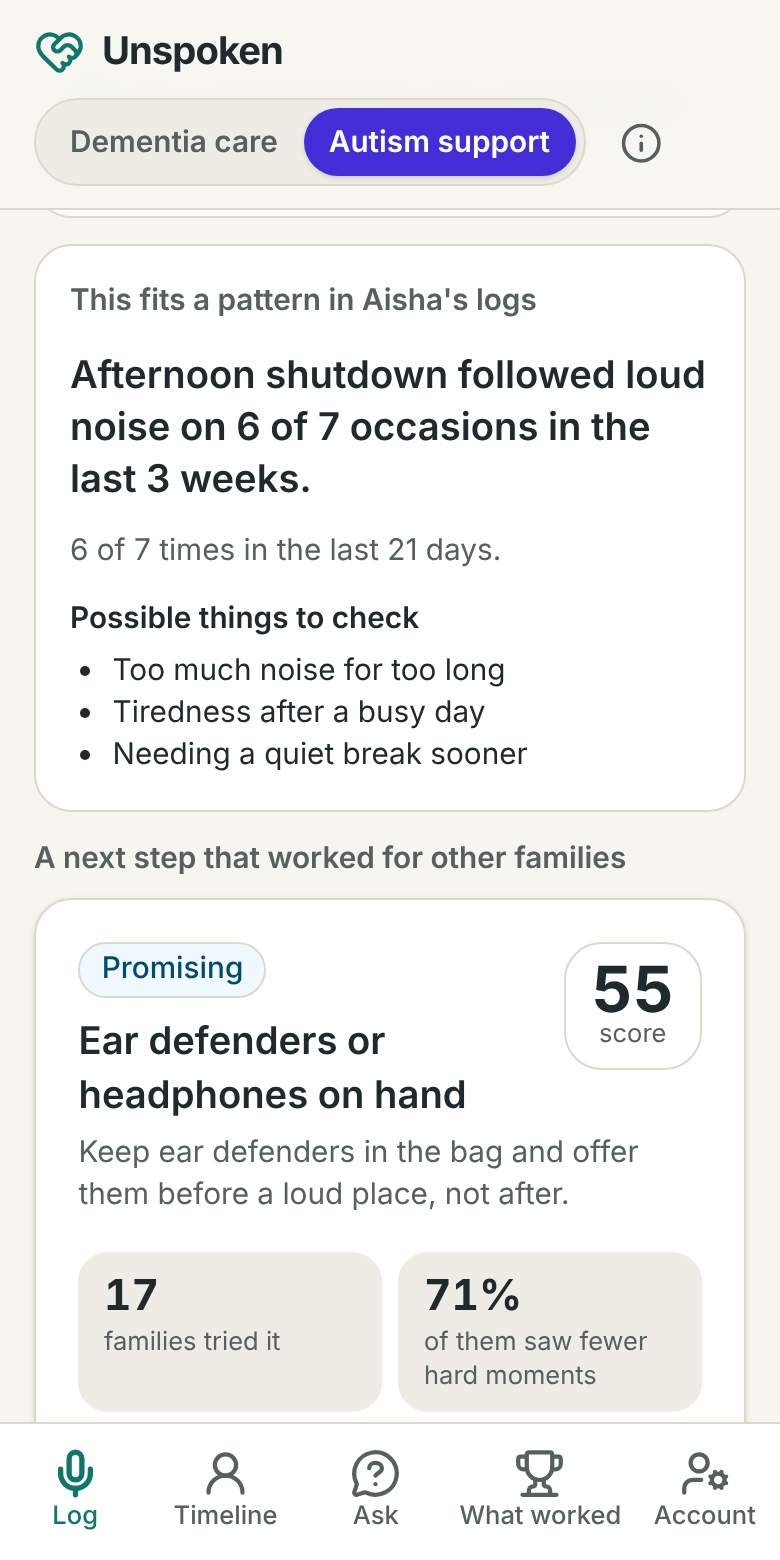 Unspoken
Dementia care
Autism support
This fits a pattern in Aisha's logs
Afternoon shutdown followed loud
noise on 6 of 7 occasions in the
last 3 weeks.
6 of 7 times in the last 21 days.
Possible things to check
• Too much noise for too long
• Tiredness after a busy day
• Needing a quiet break sooner
A next step that worked for other families
Promising
55
score
Ear defenders or
headphones on hand
Keep ear defenders in the bag and offer
them before a loud place, not after.
17
families tried it
71%
of them saw fewer
hard moments
Log
Timeline
Ask
What worked
Account